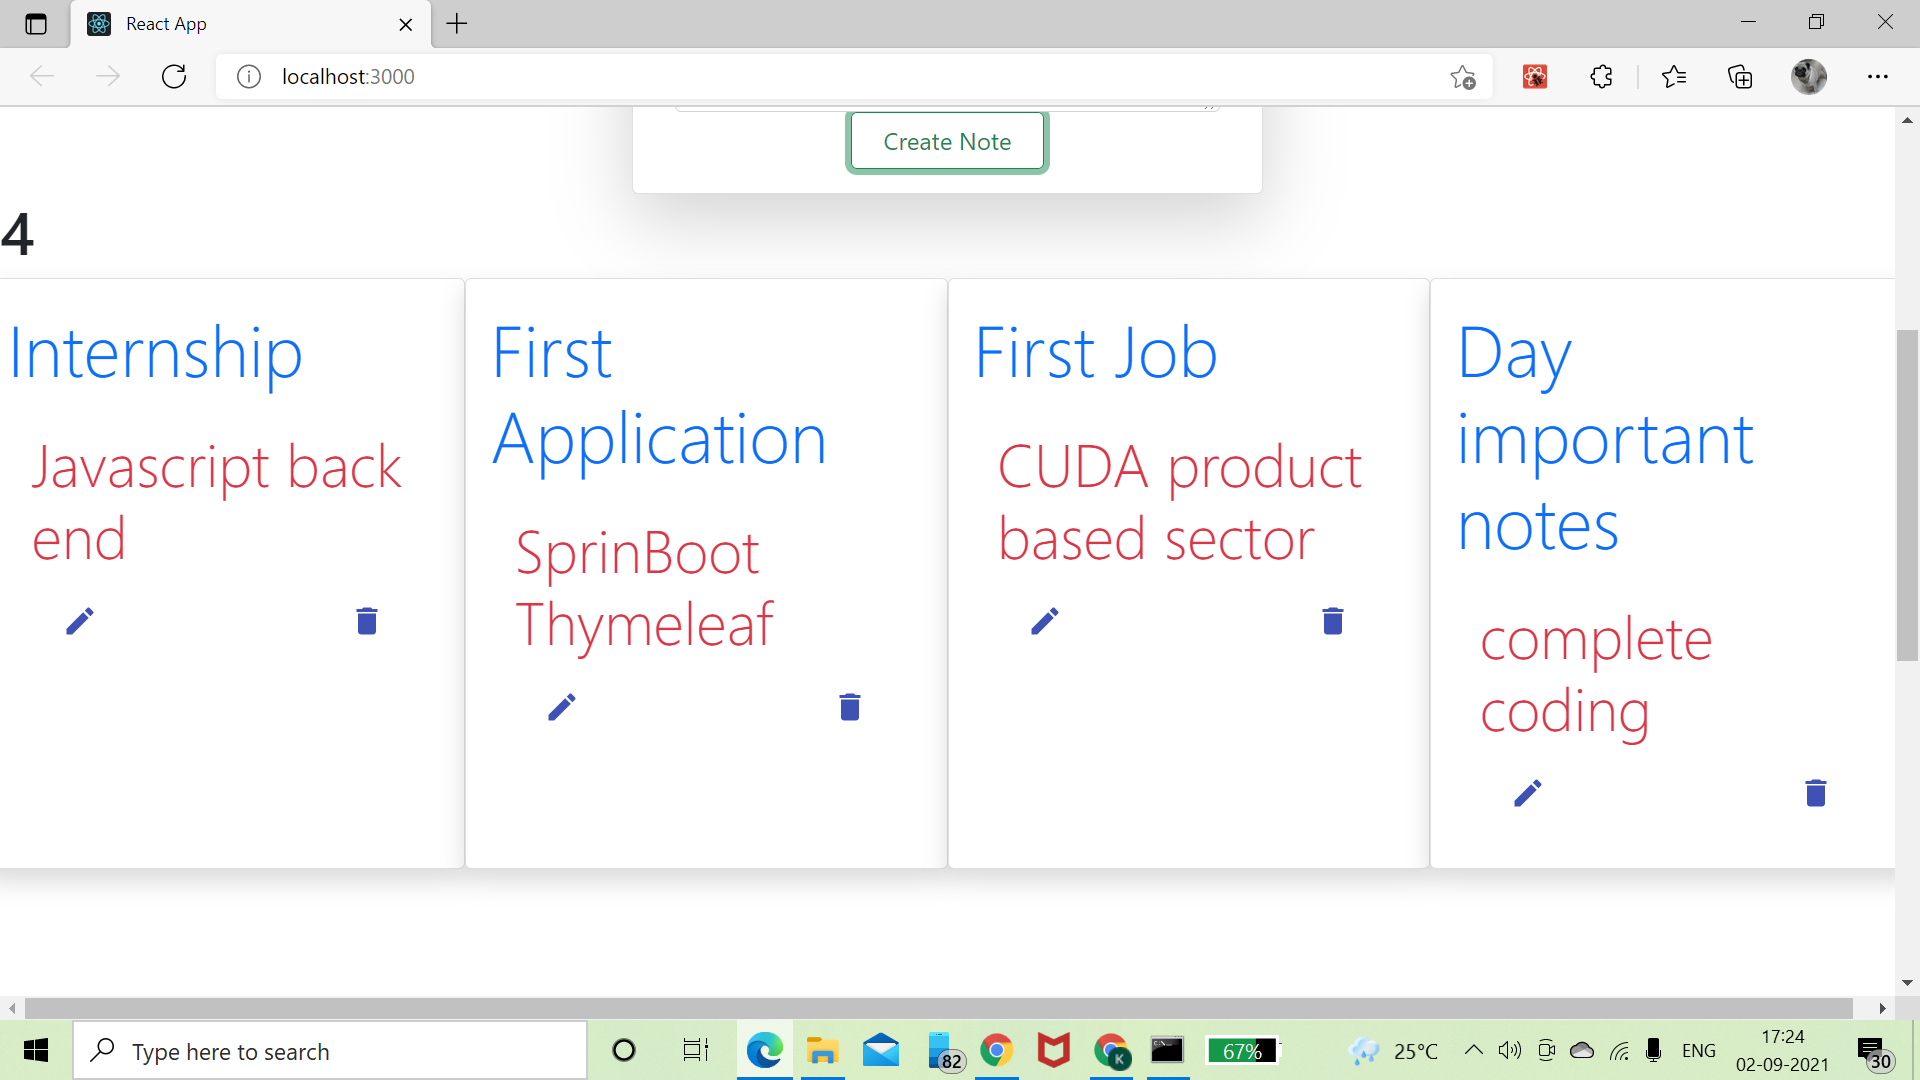 React App
localhost:3000
Create Note
4
Internship
Javascript back
end
First
Application
SprinBoot
Thymeleaf
First Job
CUDA product
based sector
Day
important
notes
complete
coding
Type here to search
82
K
67%
25°C
ENG
17:24
02-09-2021
30